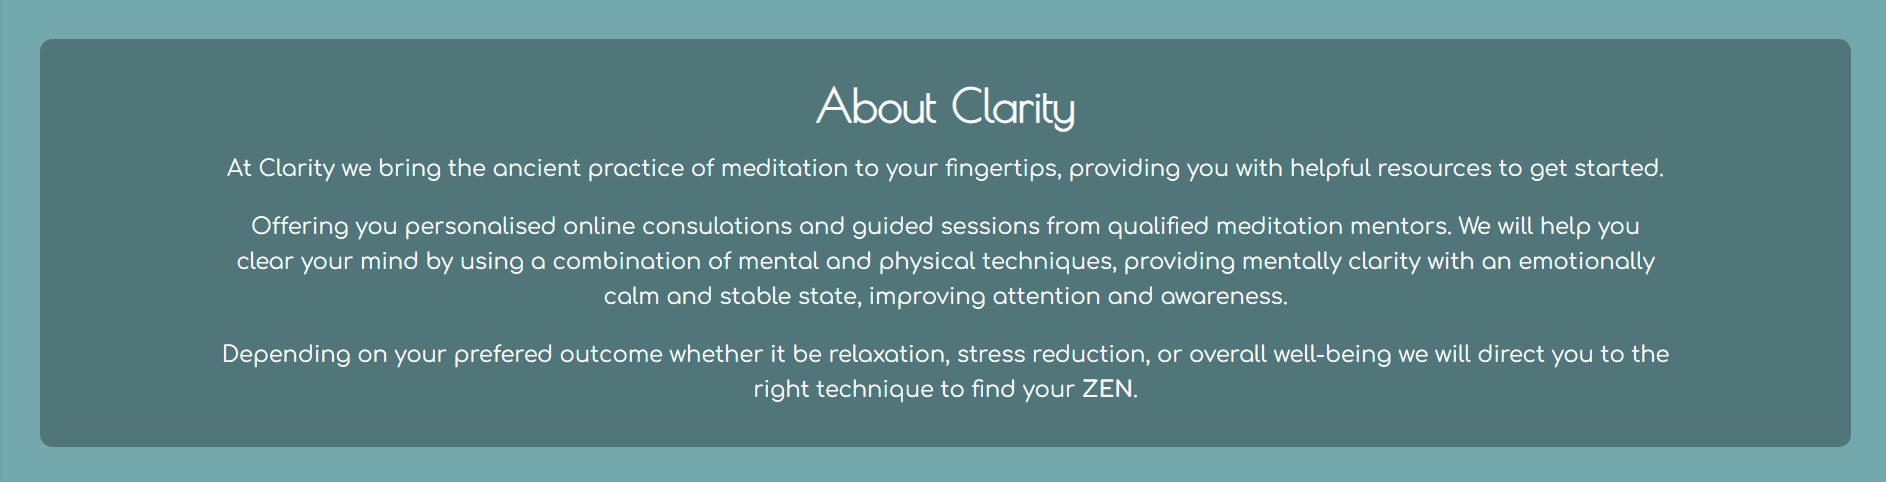 About Clarity
At Clarity we bring the ancient practice of meditation to your fingertips, providing you with helpful resources to get started.
Offering you personalised online consulations and guided sessions from qualified meditation mentors. We will help you
clear your mind by using a combination of mental and physical techniques, providing mentally clarity with an emotionally
calm and stable state, improving attention and awareness.
Depending on your prefered outcome whether it be relaxation, stress reduction, or overall well-being we will direct you to the
right technique to find your ZEN.